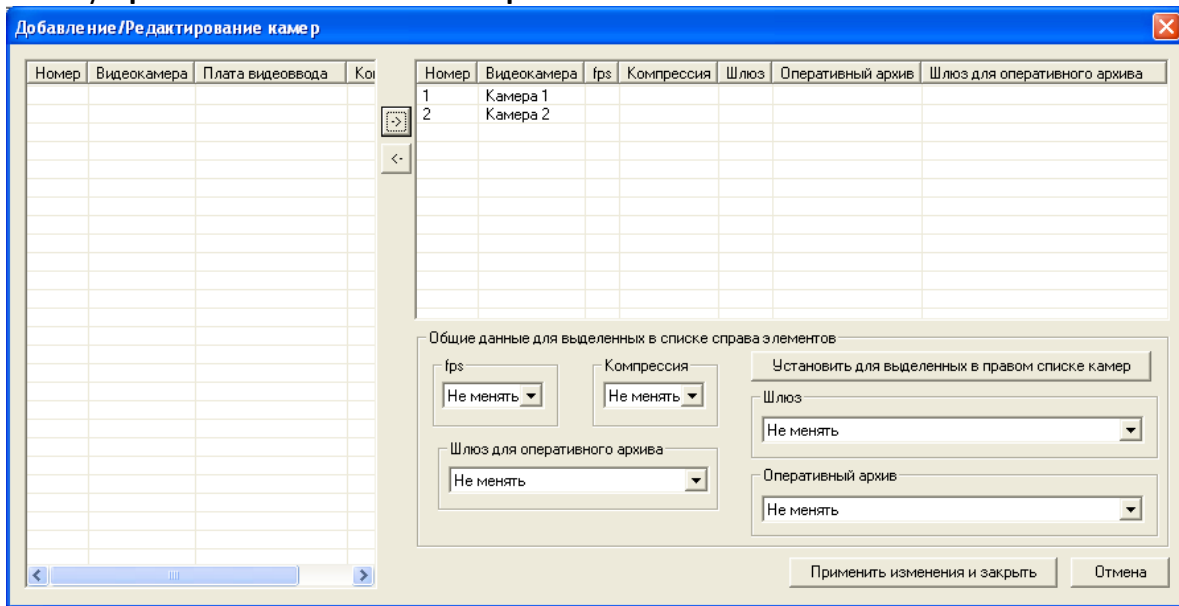 Добавление/Редактирование камер
Номер Видеокамера Плата видеоввода
Номер Видеокамера fps Компрессия Шлюз Оперативный архив Шлюз для оперативного архива
1 Камера 1
2 Камера 2
->
<-
Общие данные для выделенных в списке справа элементов
fps
Не менять
Компрессия
Не менять
Установить для выделенных в правом списке камер
Шлюз
Не менять
Шлюз для оперативного архива
Не менять
Оперативный архив
Не менять
Применить изменения и закрыть
Отмена